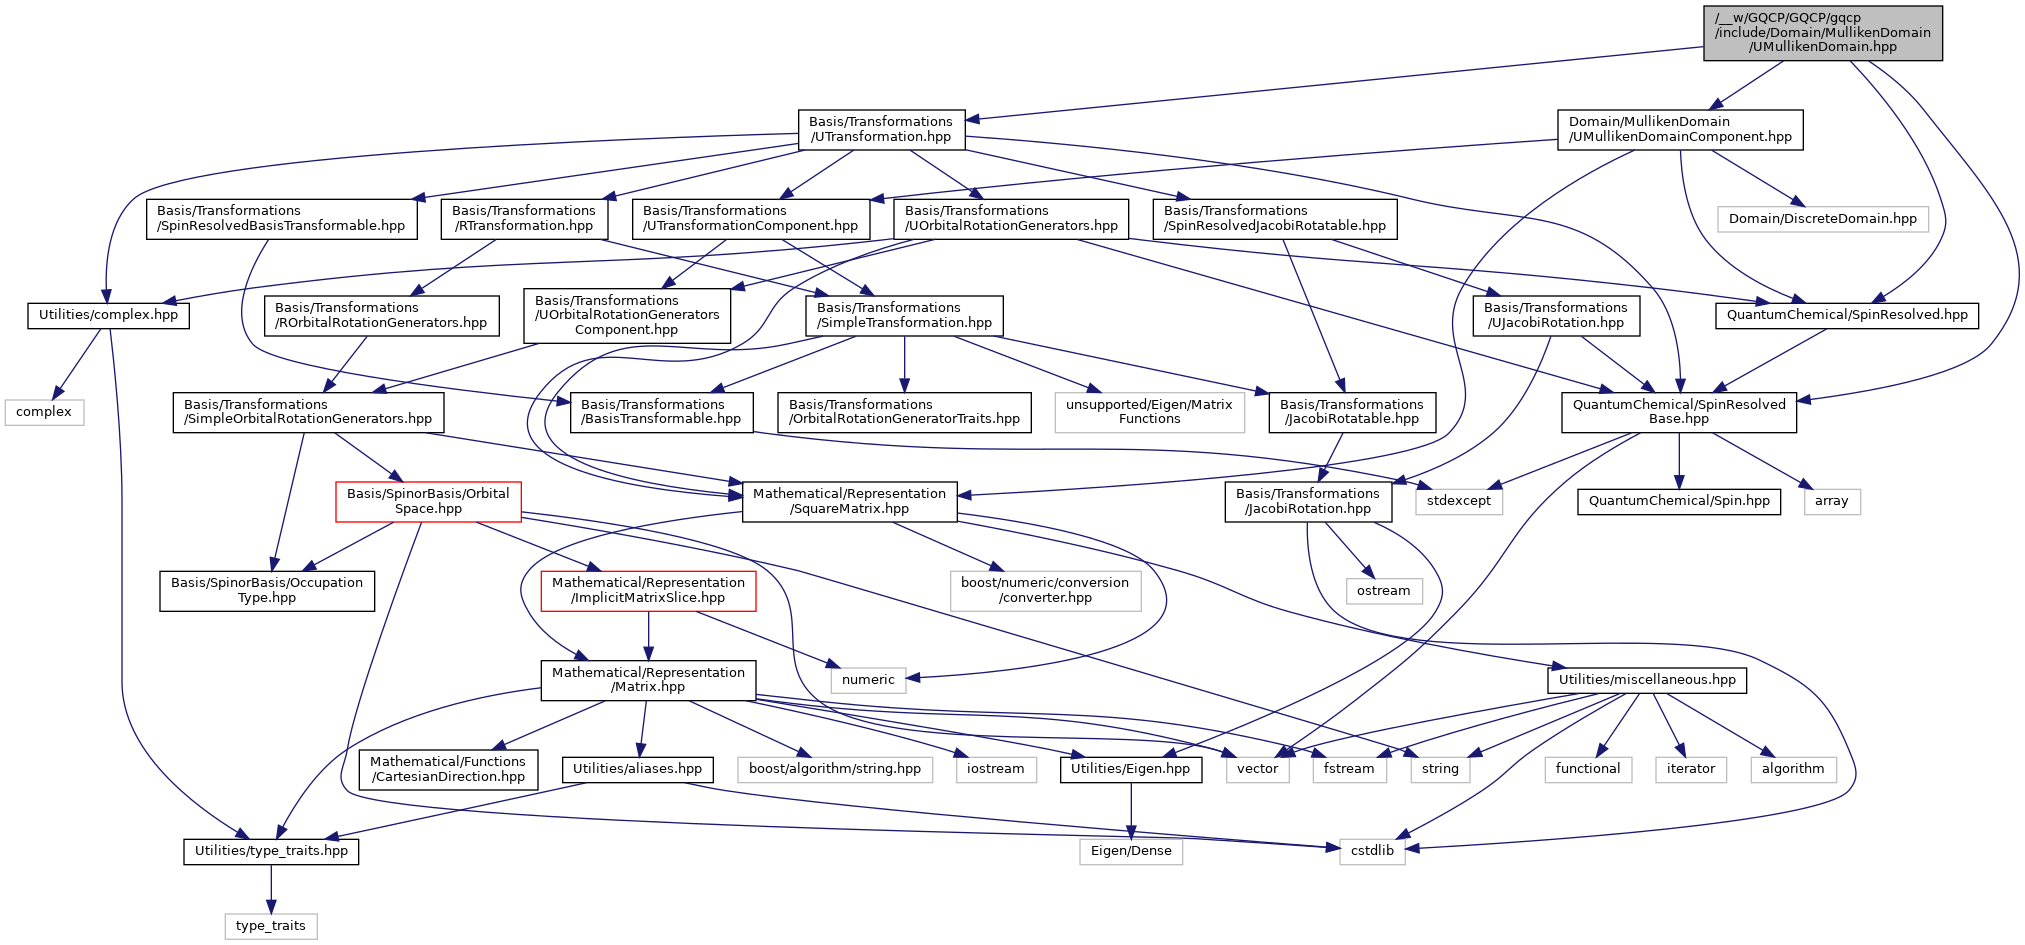 /__w/GQCP/GQCP/gqcp
/include/Domain/MullikenDomain
/UMullikenDomain.hpp
Basis/Transformations
/UTransformation.hpp
Domain/MullikenDomain
/UMullikenDomainComponent.hpp
Basis/Transformations
/SpinResolvedBasisTransformable.hpp
Basis/Transformations
/RTransformation.hpp
Basis/Transformations
/UTransformationComponent.hpp
Basis/Transformations
/UOrbitalRotationGenerators.hpp
Basis/Transformations
/SpinResolvedJacobiRotatable.hpp
Domain/DiscreteDomain.hpp
Utilities/complex.hpp
Basis/Transformations
/ROrbitalRotationGenerators.hpp
Basis/Transformations
/UOrbitalRotationGenerators
Component.hpp
Basis/Transformations
/SimpleTransformation.hpp
Basis/Transformations
/UJacobiRotation.hpp
QuantumChemical/SpinResolved.hpp
complex
Basis/Transformations
/SimpleOrbitalRotationGenerators.hpp
Basis/Transformations
/BasisTransformable.hpp
Basis/Transformations
/OrbitalRotationGeneratorTraits.hpp
unsupported/Eigen/Matrix
Functions
Basis/Transformations
/JacobiRotatable.hpp
QuantumChemical/SpinResolved
Base.hpp
Basis/SpinorBasis/Orbital
Space.hpp
Mathematical/Representation
/SquareMatrix.hpp
Basis/Transformations
/JacobiRotation.hpp
stdexcept
QuantumChemical/Spin.hpp
array
Basis/SpinorBasis/Occupation
Type.hpp
Mathematical/Representation
/ImplicitMatrixSlice.hpp
boost/numeric/conversion
/converter.hpp
ostream
Mathematical/Representation
/Matrix.hpp
numeric
Utilities/miscellaneous.hpp
Mathematical/Functions
/CartesianDirection.hpp
Utilities/aliases.hpp
boost/algorithm/string.hpp
iostream
Utilities/Eigen.hpp
vector
fstream
string
functional
iterator
algorithm
Utilities/type_traits.hpp
Eigen/Dense
cstdlib
type_traits